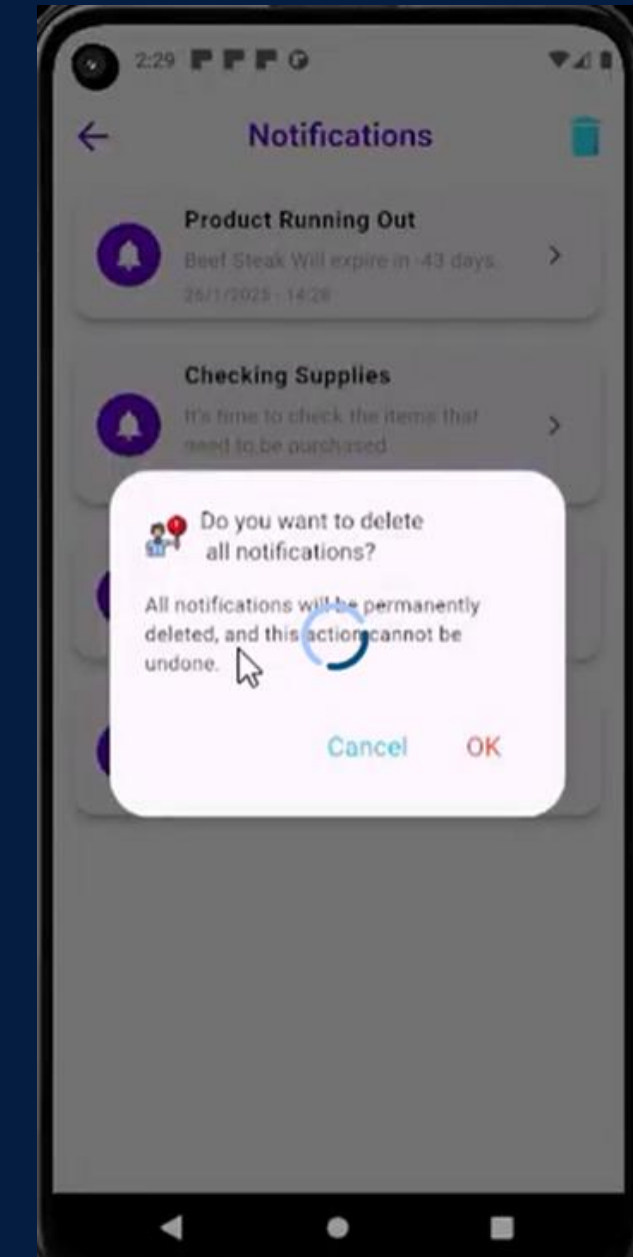 2:29
Notifications
Product Running Out
Beef Steak Will expire in -43 days.
26/1/2025 - 14:28
Checking Supplies
It's time to check the items that
need to be purchased
Do you want to delete
all notifications?
All notifications will be permanently
deleted, and this action cannot be
undone.
Cancel OK